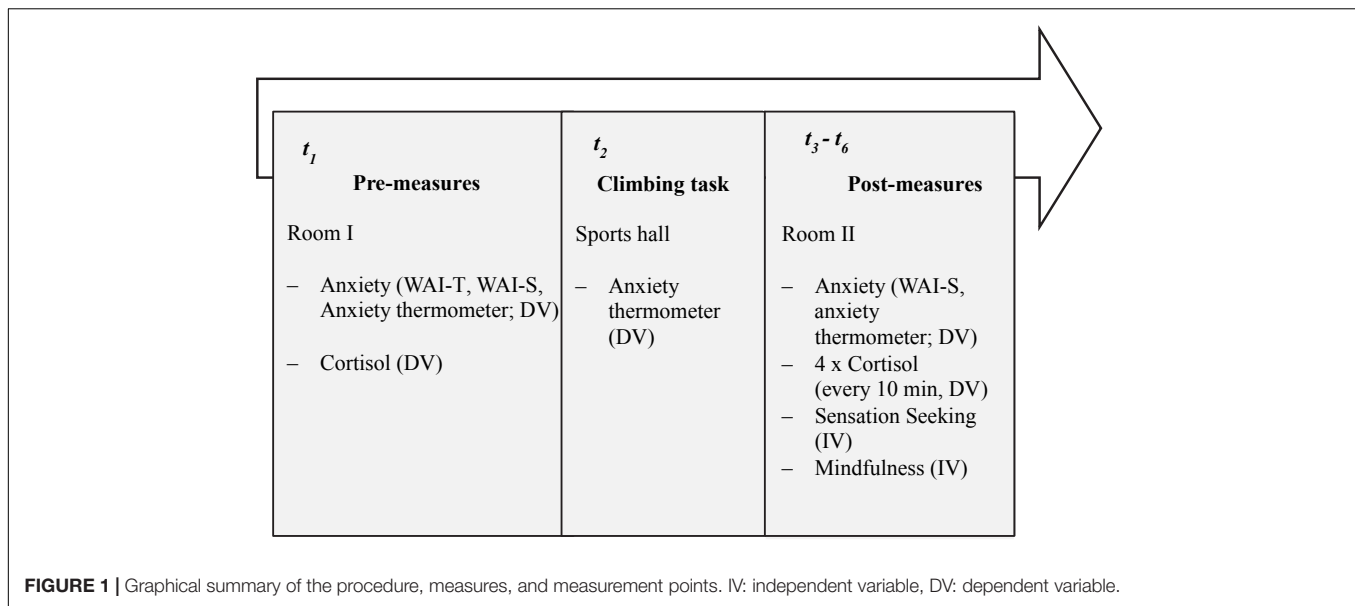 t1
Pre-measures
Room I
– Anxiety (WAI-T, WAI-S,
Anxiety thermometer; DV)
– Cortisol (DV)
t2
Climbing task
Sports hall
– Anxiety
thermometer
(DV)
t3 - t6
Post-measures
Room II
– Anxiety (WAI-S,
anxiety
thermometer; DV)
– 4 x Cortisol
(every 10 min, DV)
– Sensation Seeking
(IV)
– Mindfulness (IV)
FIGURE 1 | Graphical summary of the procedure, measures, and measurement points. IV: independent variable, DV: dependent variable.